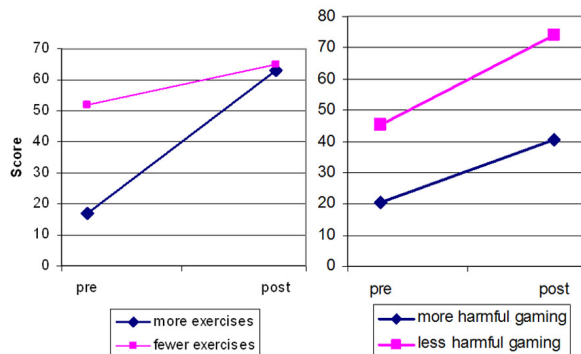 70
60
50
40
30
20
10
0
Score
pre post
more exercises
fewer exercises
80
70
60
50
40
30
20
10
0
pre post
more harmful gaming
less harmful gaming